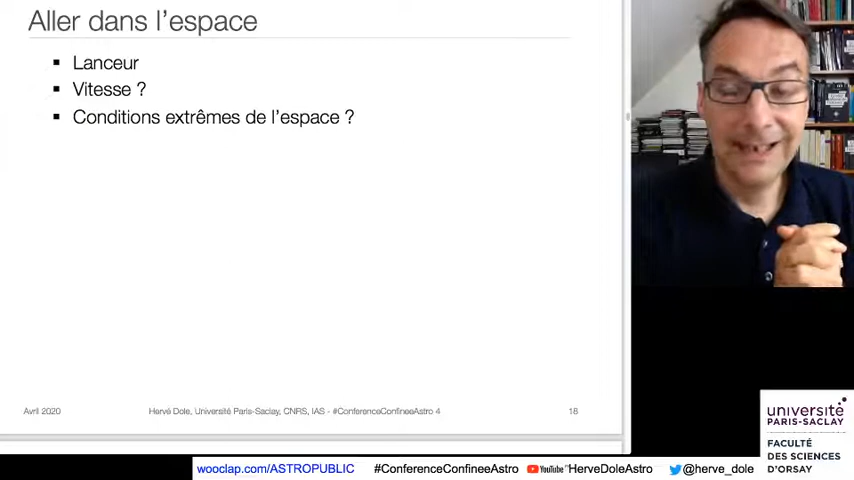 Aller dans l'espace
▪ Lanceur
▪ Vitesse ?
▪ Conditions extrêmes de l'espace ?
Avril 2020
Hervé Dole, Université Paris-Saclay, CNRS, IAS - #ConferenceConfineeAstro 4
18
université
PARIS-SACLAY
FACULTÉ
DES SCIENCES
D'ORSAY
wooclap.com/ASTROPUBLIC #ConferenceConfineeAstro YouTube HerveDoleAstro @herve_dole